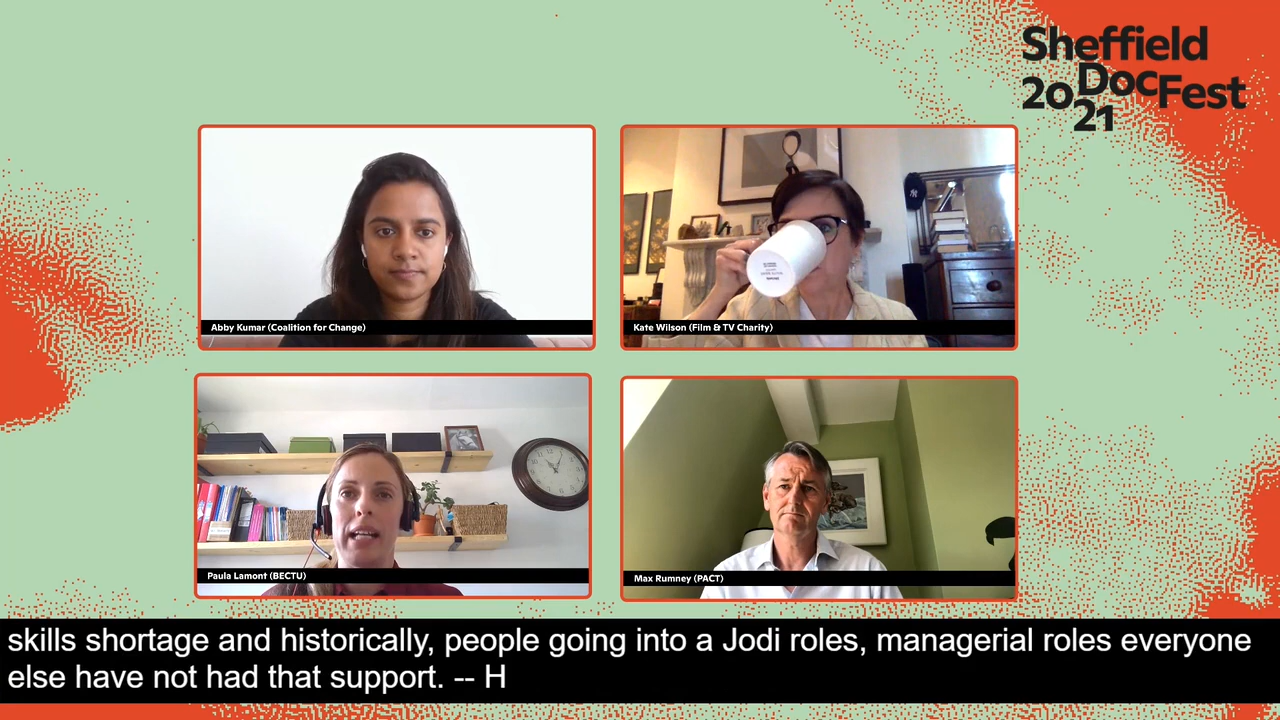 Sheffield
DocFest
2021
Abby Kumar (Coalition for Change)
Kate Wilson (Film & TV Charity)
Paula Lamont (BECTU)
Max Rumney (PACT)
skills shortage and historically, people going into a Jodi roles, managerial roles everyone
else have not had that support. -- H